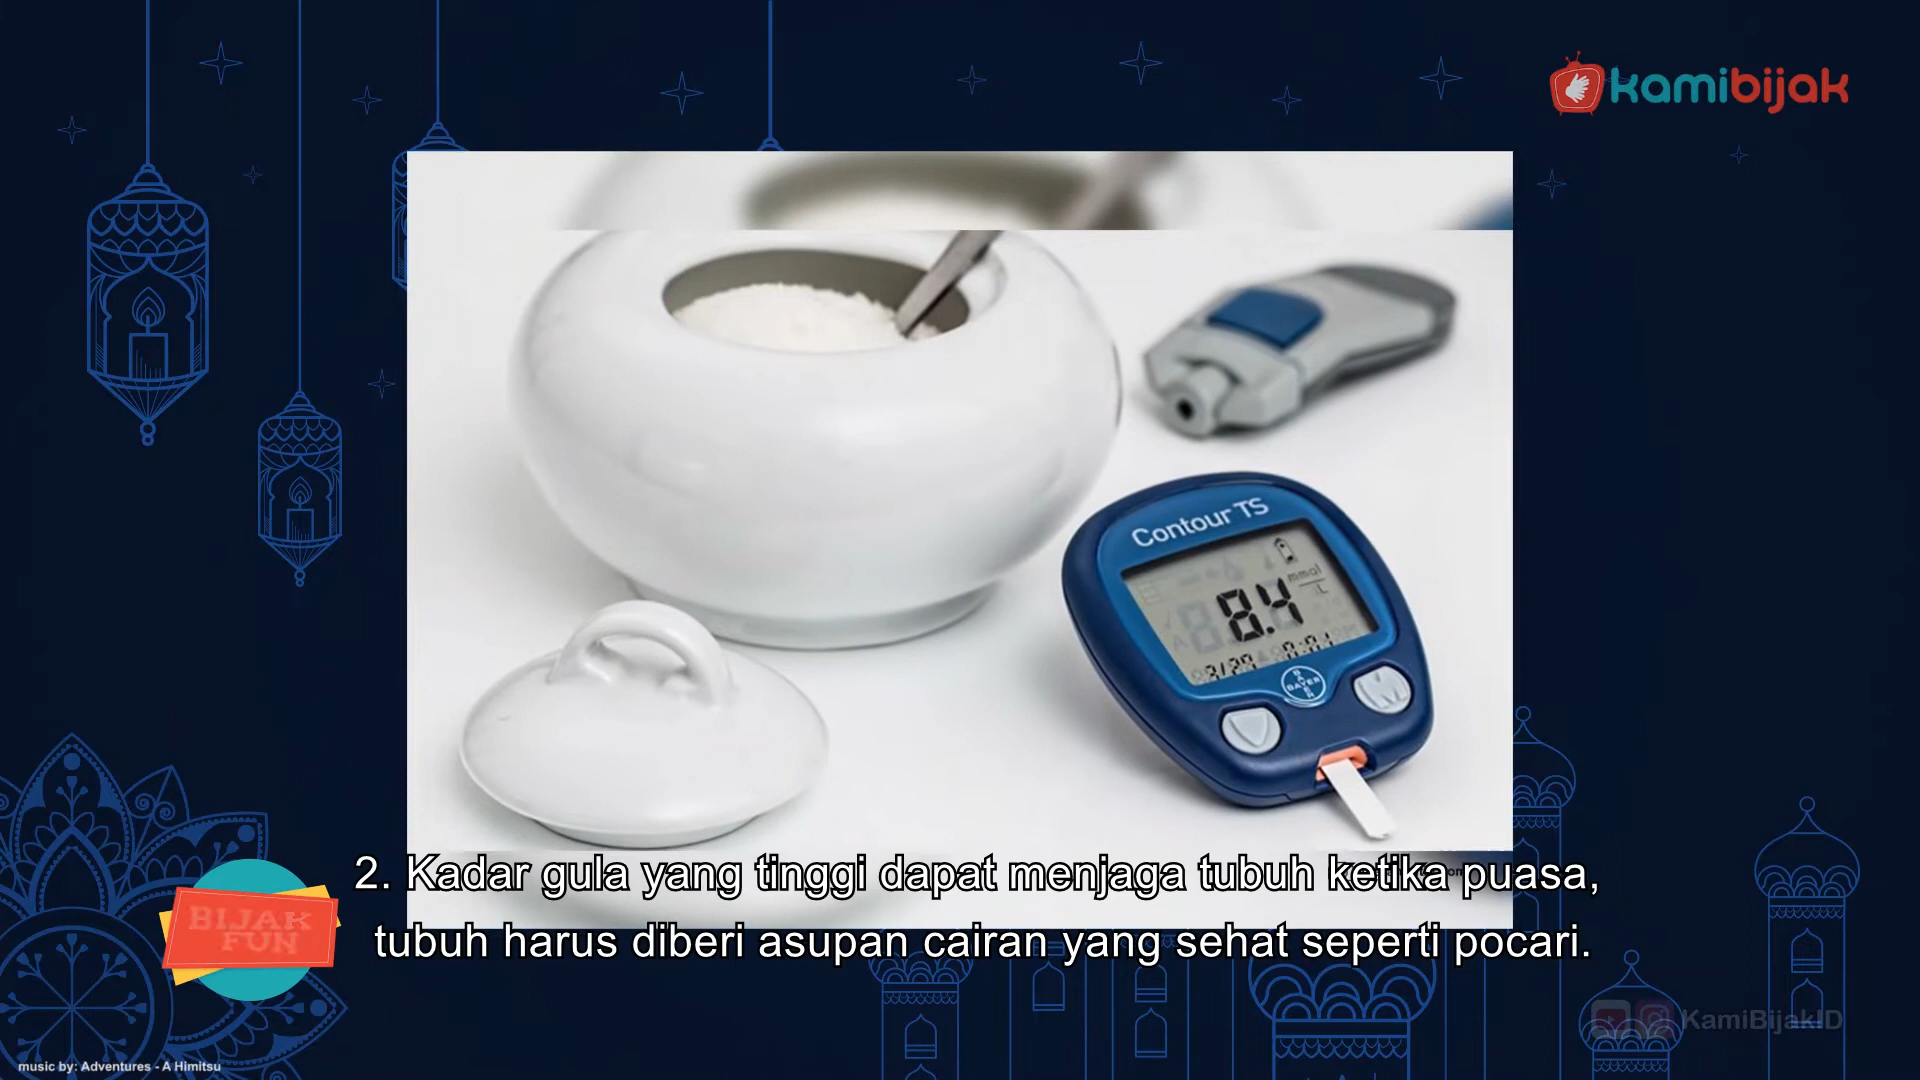 kamibijak
Contour TS
8.4
mmol
L
BAYER
2. Kadar gula yang tinggi dapat menjaga tubuh ketika puasa,
tubuh harus diberi asupan cairan yang sehat seperti pocari.
BIJAK
FUN
KamiBijakID
music by: Adventures - A Himitsu